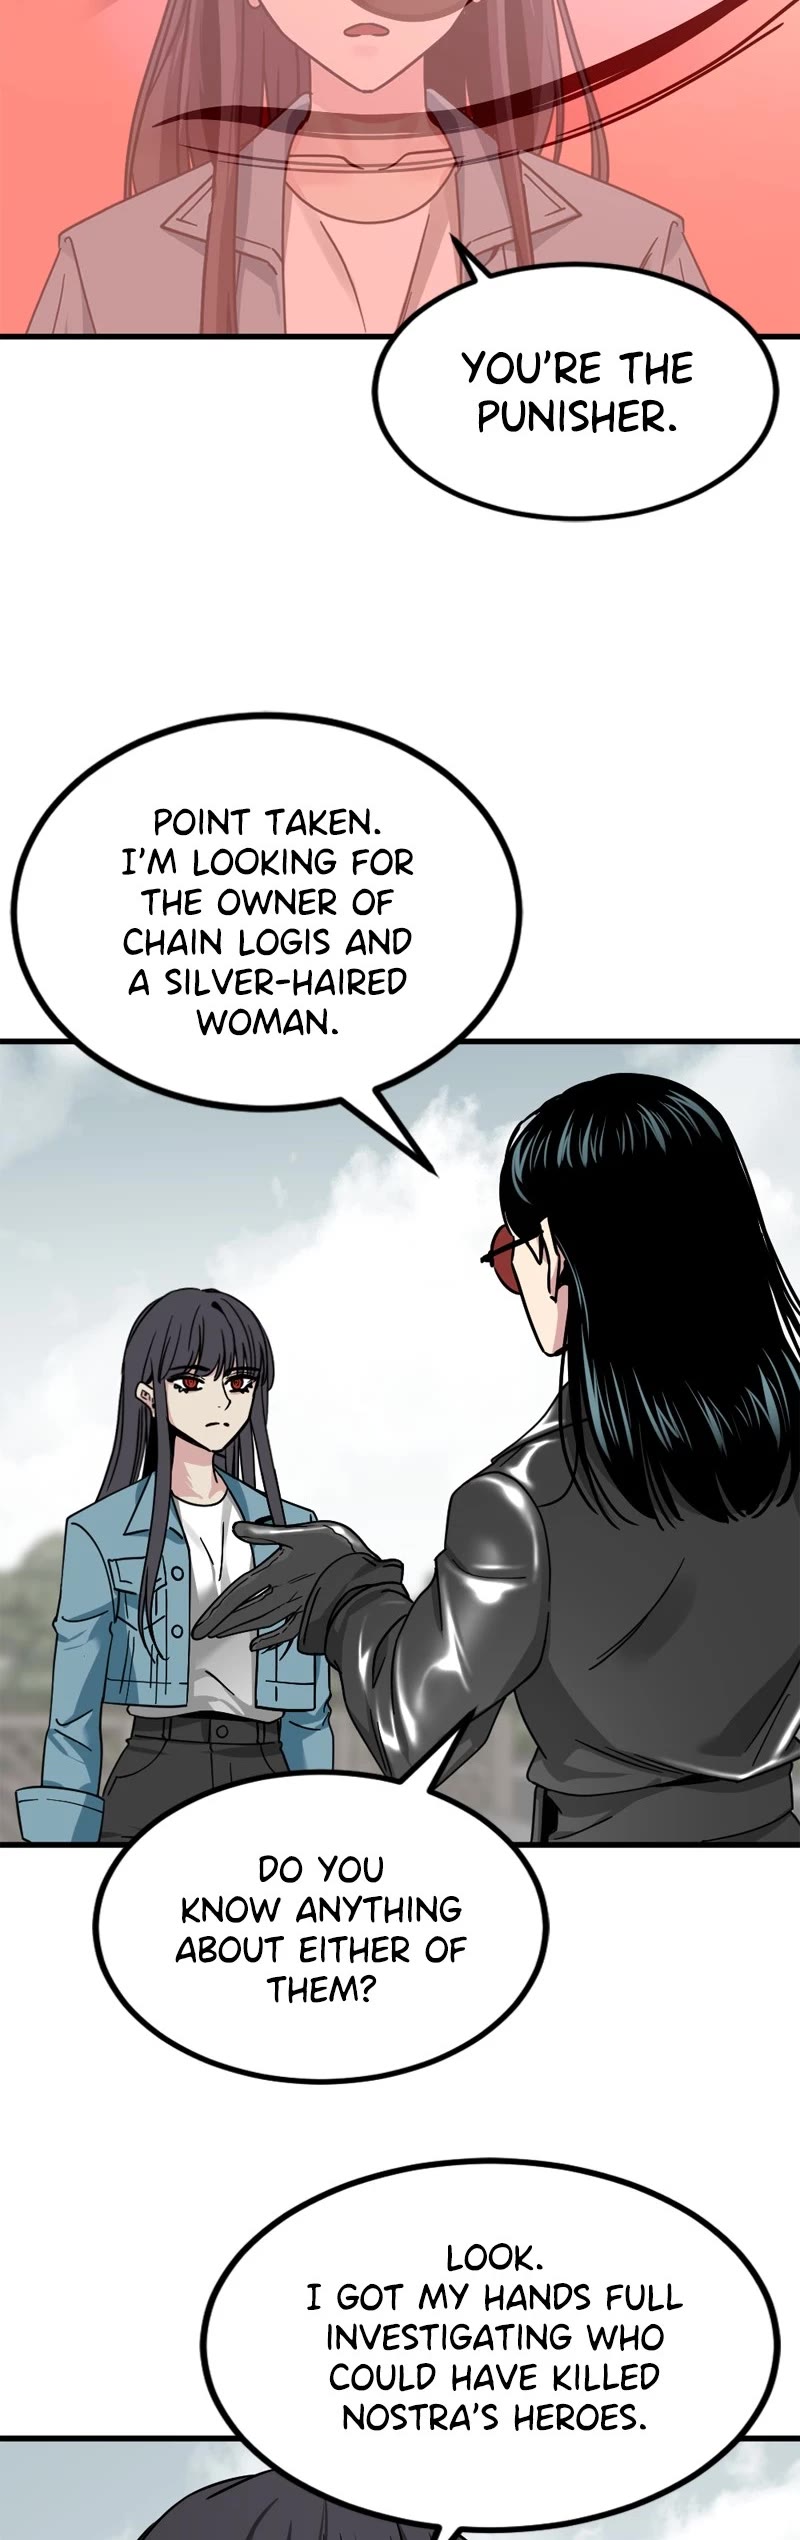 YOU'RE THE
PUNISHER.
POINT TAKEN.
I'M LOOKING FOR
THE OWNER OF
CHAIN LOGIS AND
A SILVER-HAIRED
WOMAN.
DO YOU
KNOW ANYTHING
ABOUT EITHER OF
THEM?
LOOK.
I GOT MY HANDS FULL
INVESTIGATING WHO
COULD HAVE KILLED
NOSTRA'S HEROES.